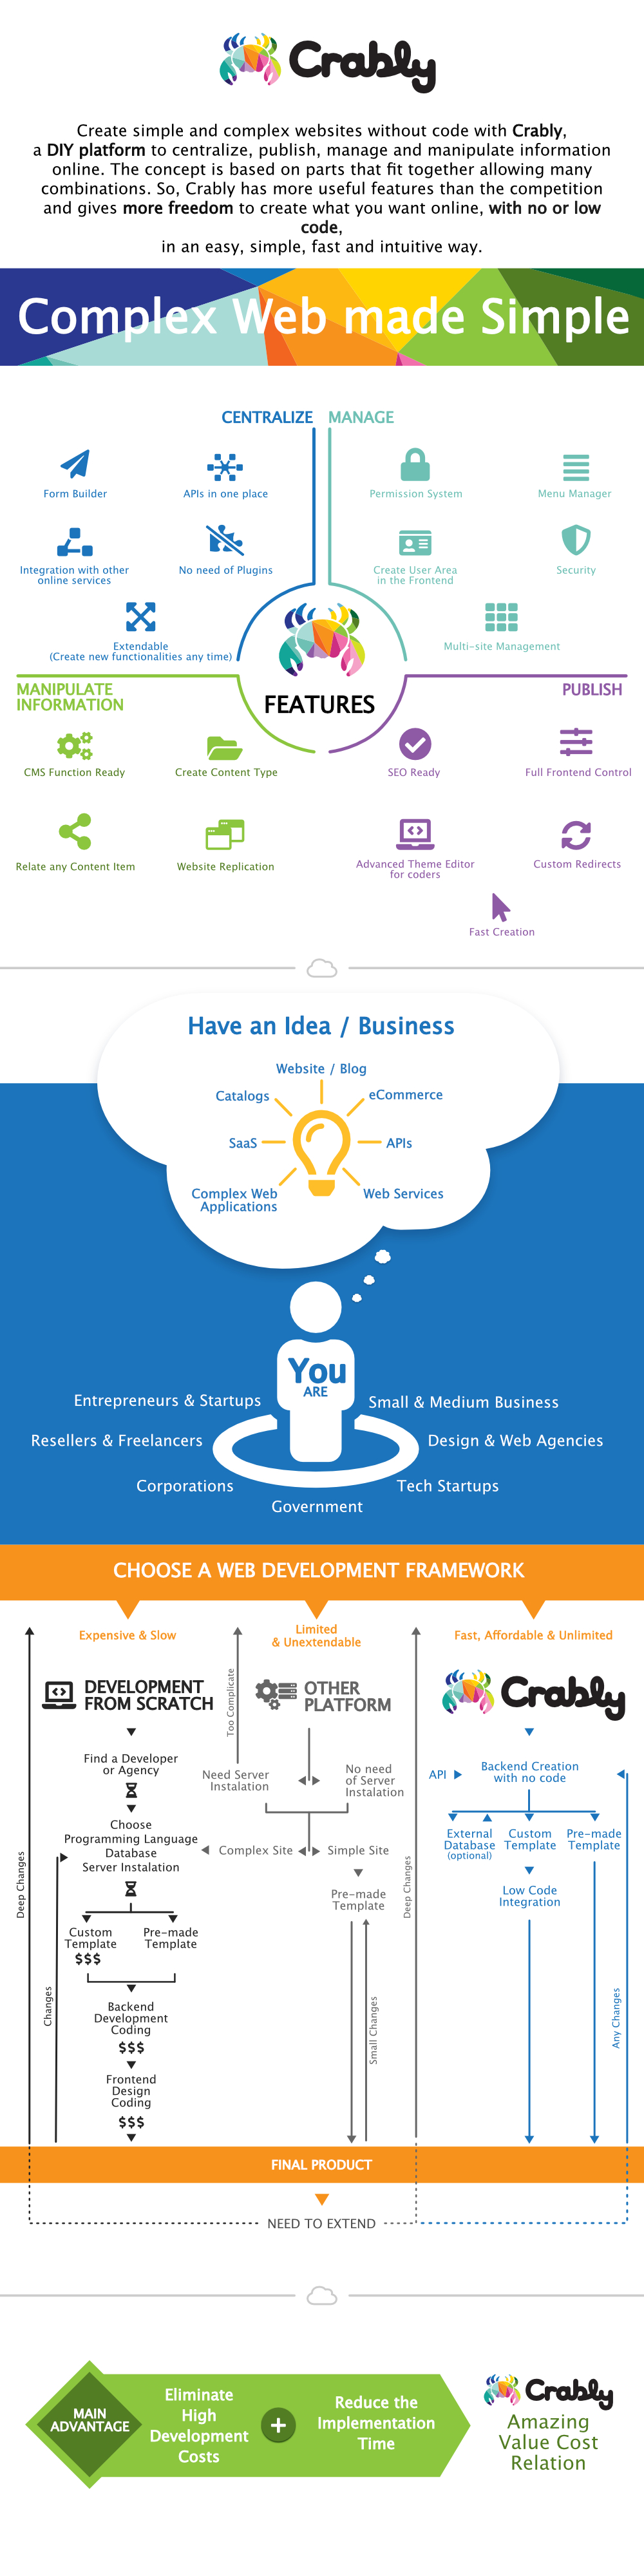 Crably
Create simple and complex websites without code with Crably,
a DIY platform to centralize, publish, manage and manipulate information
online. The concept is based on parts that fit together allowing many
combinations. So, Crably has more useful features than the competition
and gives more freedom to create what you want online, with no or low
code,
in an easy, simple, fast and intuitive way.
Complex Web made Simple
CENTRALIZE
Form Builder
APIs in one place
Integration with other
online services
No need of Plugins
Extendable
(Create new functionalities any time)
MANAGE
Permission System
Menu Manager
Create User Area
in the Frontend
Security
Multi-site Management
FEATURES
MANIPULATE
INFORMATION
CMS Function Ready
Create Content Type
Relate any Content Item
Website Replication
PUBLISH
SEO Ready
Full Frontend Control
Advanced Theme Editor
for coders
Custom Redirects
Fast Creation
Have an Idea / Business
Website / Blog
Catalogs
eCommerce
SaaS
APIs
Complex Web
Applications
Web Services
You
ARE
Entrepreneurs & Startups
Small & Medium Business
Resellers & Freelancers
Design & Web Agencies
Corporations
Tech Startups
Government
CHOOSE A WEB DEVELOPMENT FRAMEWORK
Expensive & Slow
DEVELOPMENT
FROM SCRATCH
Find a Developer
or Agency
Choose
Programming Language
Database
Server Instalation
Custom
Template
$$$
Pre-made
Template
Backend
Development
Coding
$$$
Frontend
Design
Coding
$$$
Deep Changes
Changes
Limited
& Unextendable
OTHER
PLATFORM
Too Complicate
Need Server
Instalation
No need
of Server
Instalation
Complex Site
Simple Site
Pre-made
Template
Small Changes
Deep Changes
Fast, Affordable & Unlimited
Crably
API
Backend Creation
with no code
External
Database
(optional)
Custom
Template
Pre-made
Template
Low Code
Integration
Any Changes
FINAL PRODUCT
NEED TO EXTEND
MAIN
ADVANTAGE
Eliminate
High
Development
Costs
+
Reduce the
Implementation
Time
Crably
Amazing
Value Cost
Relation